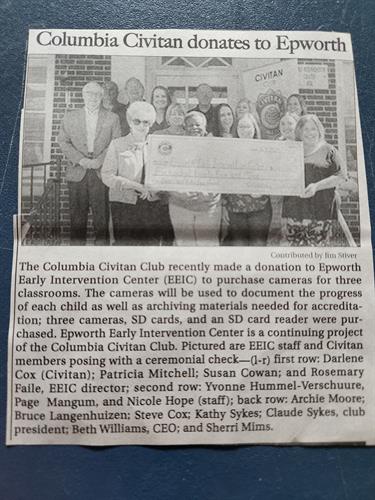 Columbia Civitan donates to Epworth
CIVITAN
Contributed by Jim Stiver
The Columbia Civitan Club recently made a donation to Epworth
Early Intervention Center (EEIC) to purchase cameras for three
classrooms. The cameras will be used to document the progress
of each child as well as archiving materials needed for accredita-
tion; three cameras, SD cards, and an SD card reader were pur-
chased. Epworth Early Intervention Center is a continuing project
of the Columbia Civitan Club. Pictured are EEIC staff and Civitan
members posing with a ceremonial check—(l-r) first row: Darlene
Cox (Civitan); Patricia Mitchell; Susan Cowan; and Rosemary
Faile, EEIC director; second row: Yvonne Hummel-Verschuure,
Page Mangum, and Nicole Hope (staff); back row: Archie Moore;
Bruce Langenhuizen; Steve Cox; Kathy Sykes; Claude Sykes, club
president; Beth Williams, CEO; and Sherri Mims.